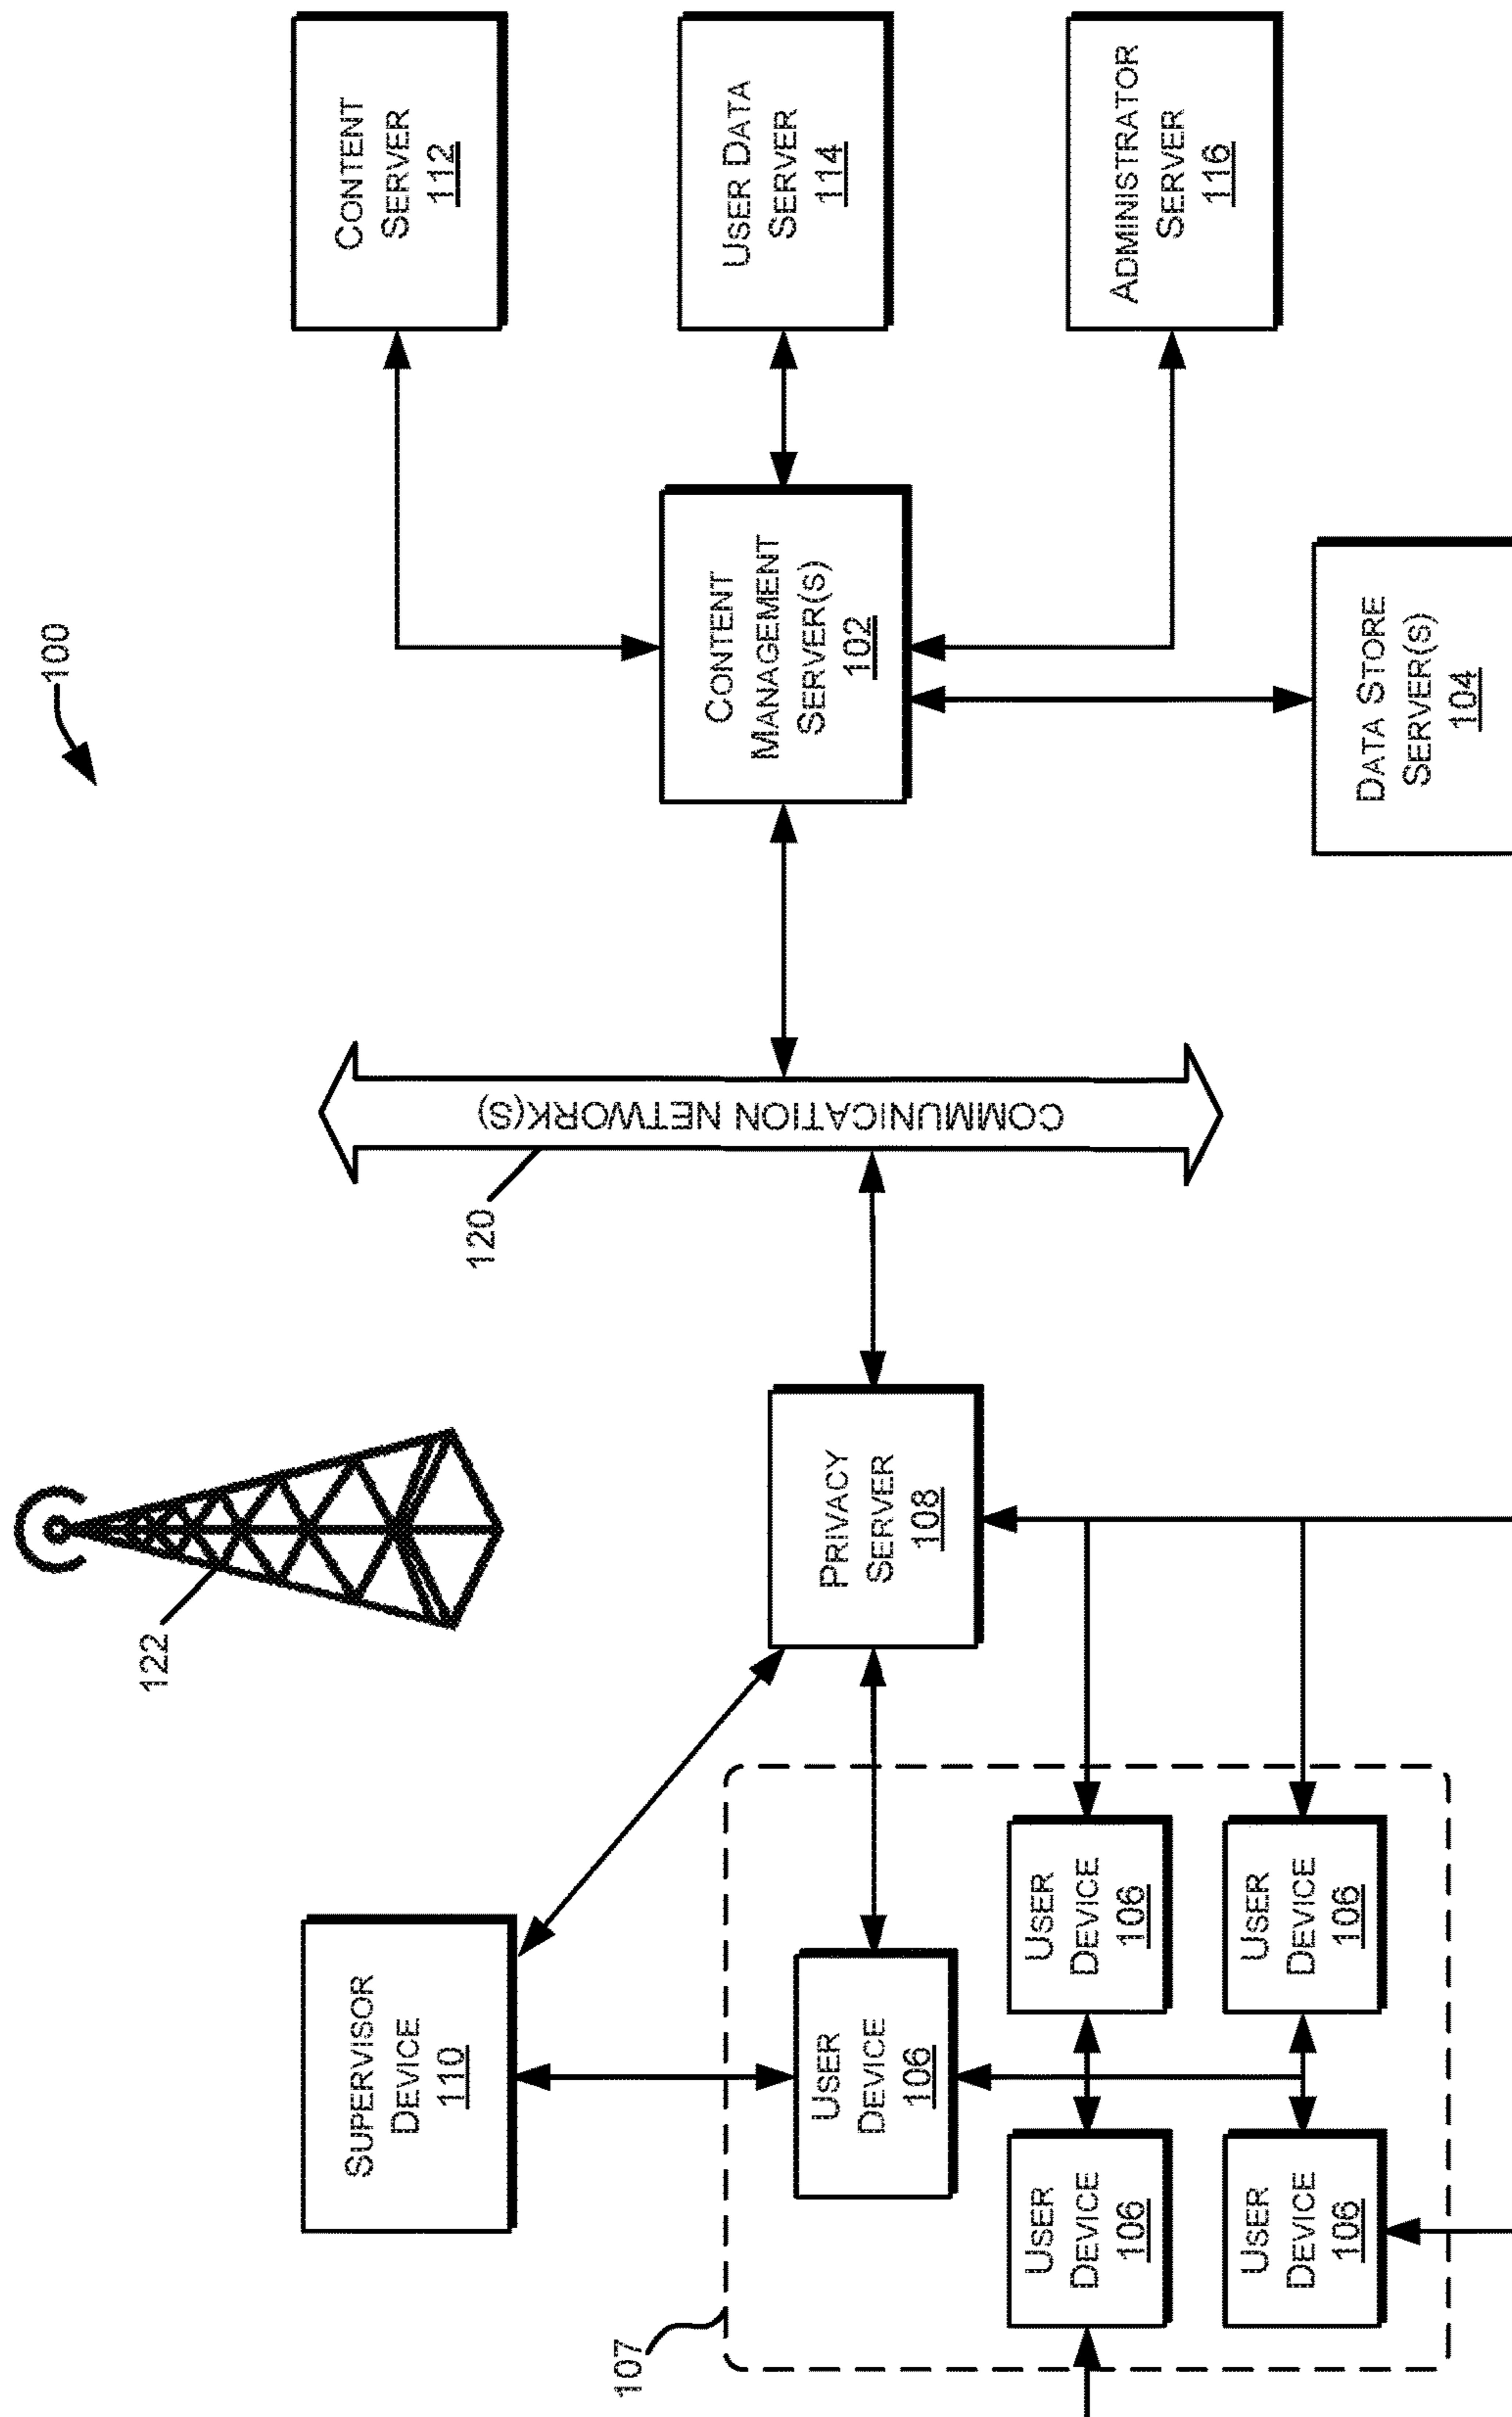 100
122
107
120
SUPERVISOR
DEVICE
110
USER
DEVICE
106
USER
DEVICE
106
USER
DEVICE
106
USER
DEVICE
106
USER
DEVICE
106
PRIVACY
SERVER
108
COMMUNICATION NETWORK(S)
CONTENT
MANAGEMENT
SERVER(S)
102
CONTENT
SERVER
112
USER DATA
SERVER
114
ADMINISTRATOR
SERVER
116
DATA STORE
SERVER(S)
104